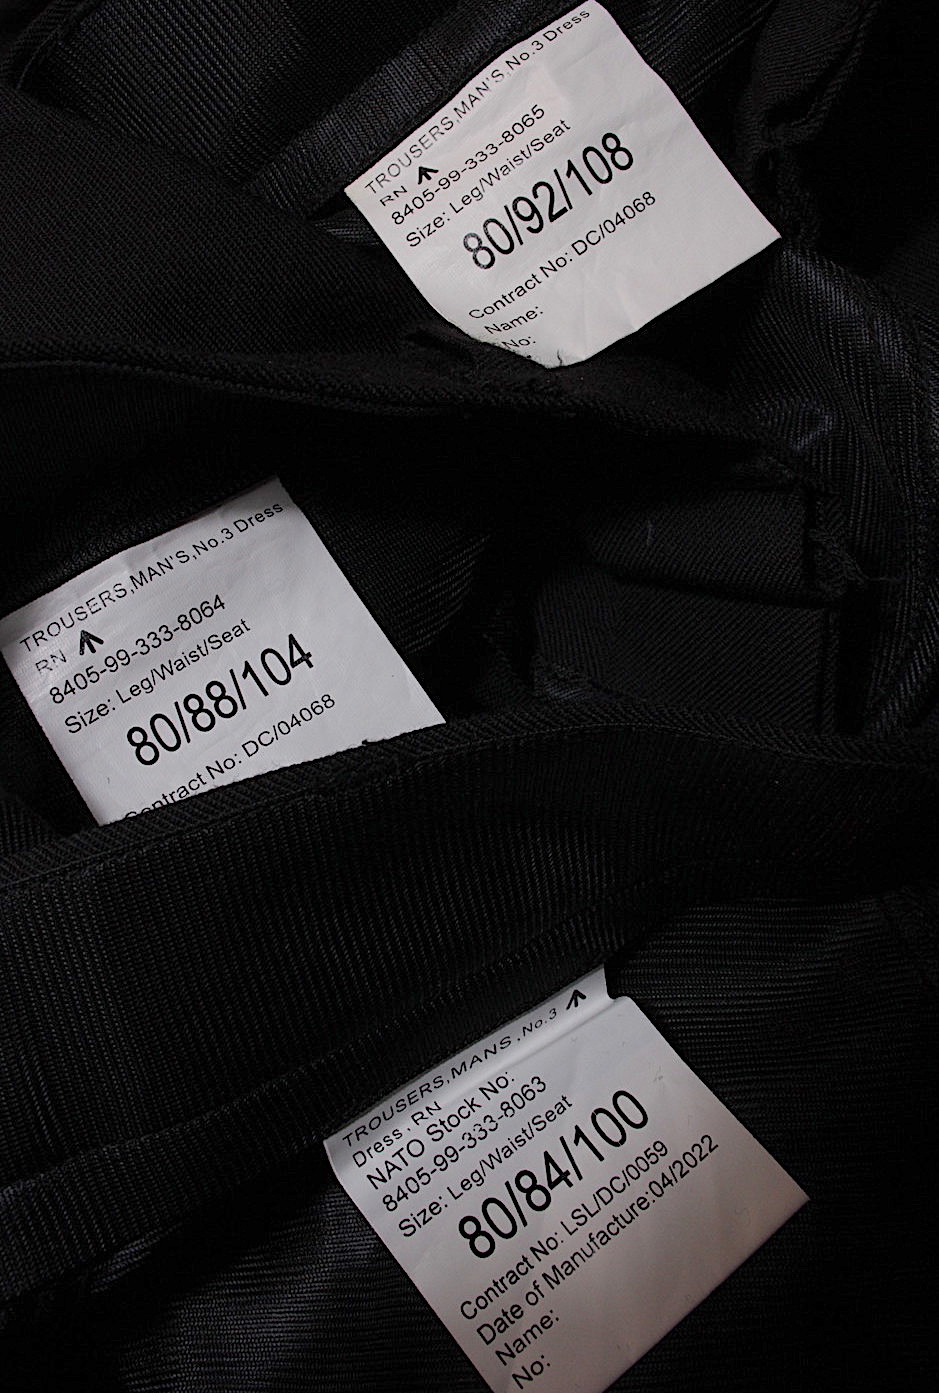 TROUSERS,MAN'S,No.3 Dress
RN
8405-99-333-8065
Size: Leg/Waist/Seat
80/92/108
Contract No: DC/04068
Name:
No:
TROUSERS,MAN'S,No.3 Dress
RN
8405-99-333-8064
Size: Leg/Waist/Seat
80/88/104
Contract No: DC/04068
TROUSERS,MANS,No.3
Dress, RN
NATO Stock No:
8405-99-333-8063
Size: Leg/Waist/Seat
80/84/100
Contract No: LSL/DC/0059
Date of Manufacture:04/2022
Name:
No: